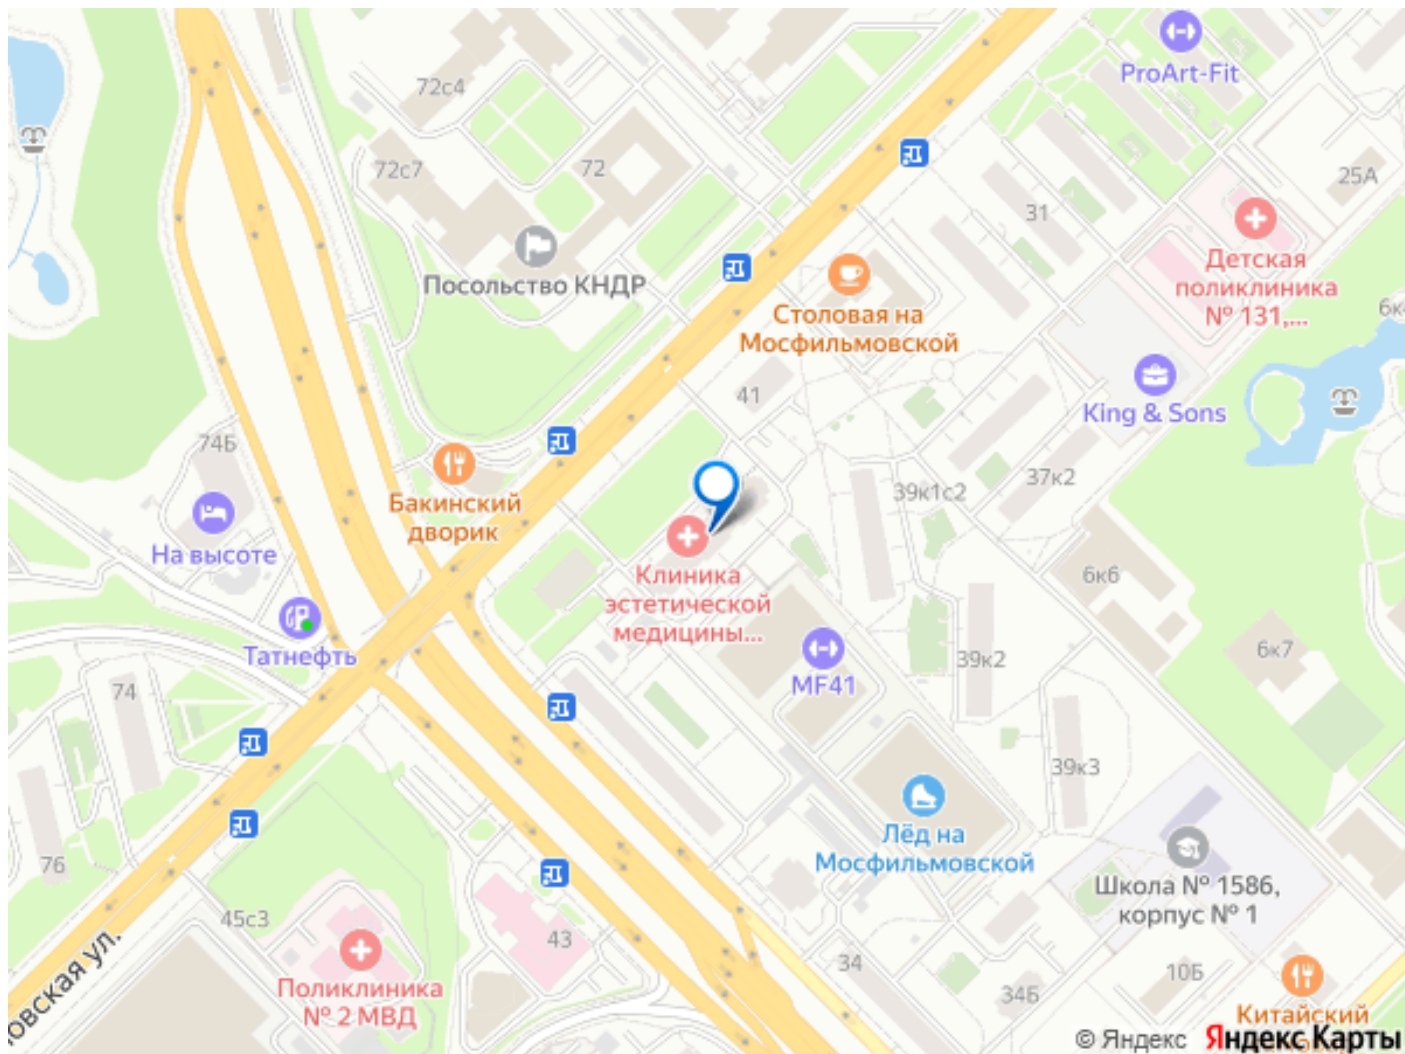 ProArt-Fit
72с4
72с7
72
25А
31
Посольство КНДР
Детская
поликлиника
№ 131,...
Столовая на
Мосфильмовской
41
King & Sons
74Б
Бакинский
дворик
39к1с2
37к2
На высоте
Клиника
эстетической
медицины...
6к6
Татнефть
MF41
39к2
6к7
74
39к3
Лёд на
Мосфильмовской
Школа № 1586,
корпус № 1
76
45с3
43
34
10Б
34Б
Поликлиника
№ 2 МВД
овская ул.
Китайский
© Яндекс Яндекс Карты